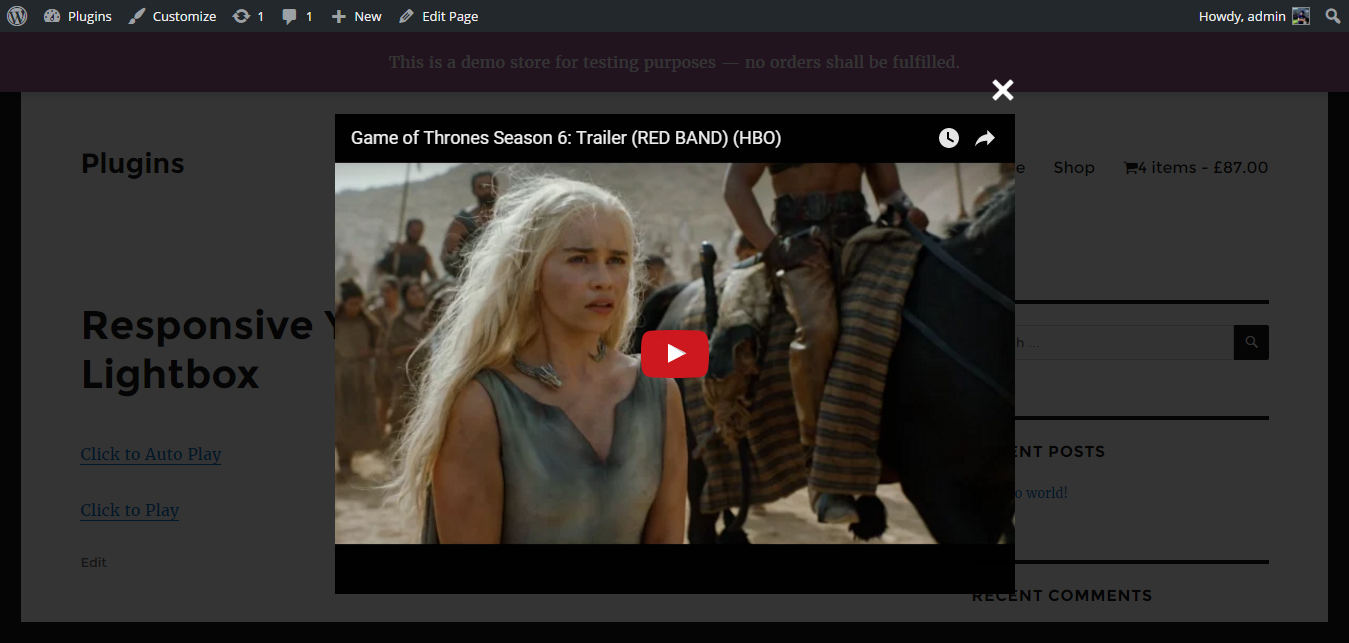 Plugins Customize 1 1 New Edit Page Howdy, admin
This is a demo store for testing purposes — no orders shall be fulfilled.
Game of Thrones Season 6: Trailer (RED BAND) (HBO)
Plugins
e Shop 4 items - £87.00
Responsive Y
Lightbox
h ...
Click to Auto Play
ENT POSTS
o world!
Click to Play
Edit
RECENT COMMENTS